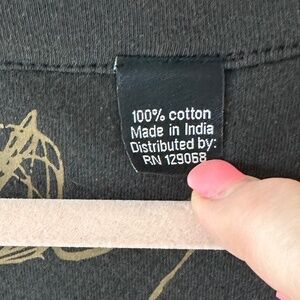 100% cotton
Made in India
Distributed by:
RN 129068